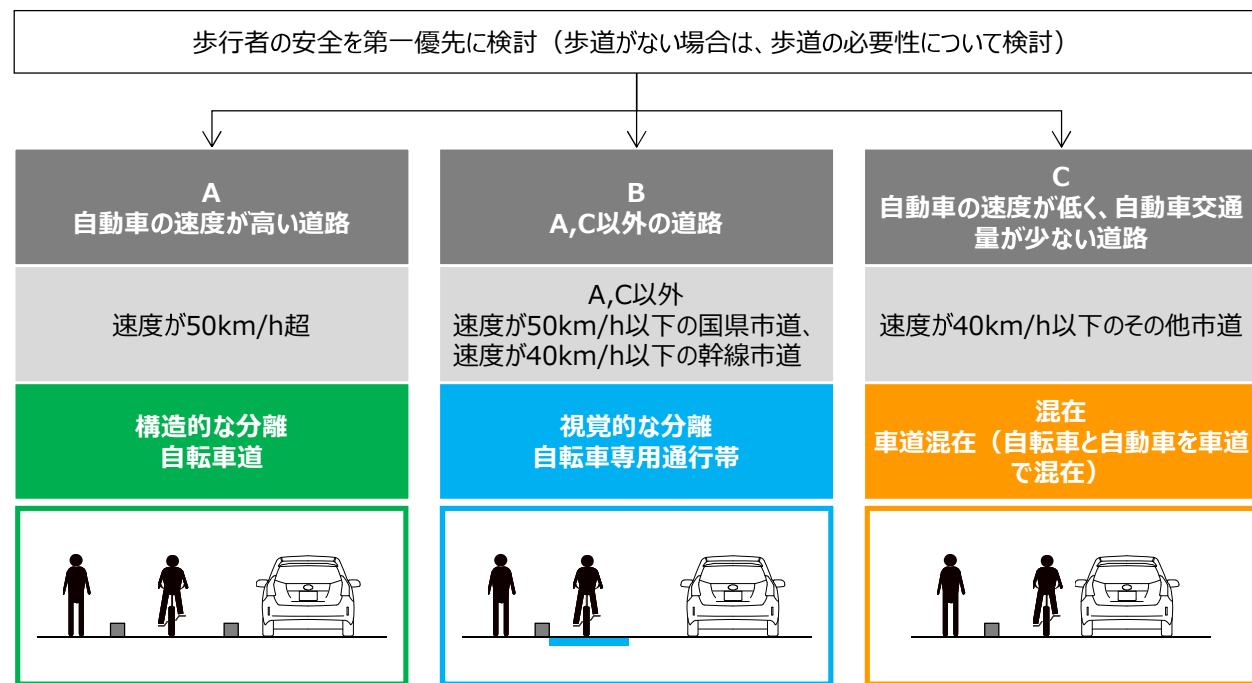 歩行者の安全を第一優先に検討（歩道がない場合は、歩道の必要性について検討）
A
自動車の速度が高い道路
速度が50km/h超
構造的な分離
自転車道
B
A,C以外の道路
A,C以外
速度が50km/h以下の国県市道、
速度が40km/h以下の幹線市道
視覚的な分離
自転車専用通行帯
C
自動車の速度が低く、自動車交通
量が少ない道路
速度が40km/h以下のその他市道
混在
車道混在（自転車と自動車を車道
で混在）